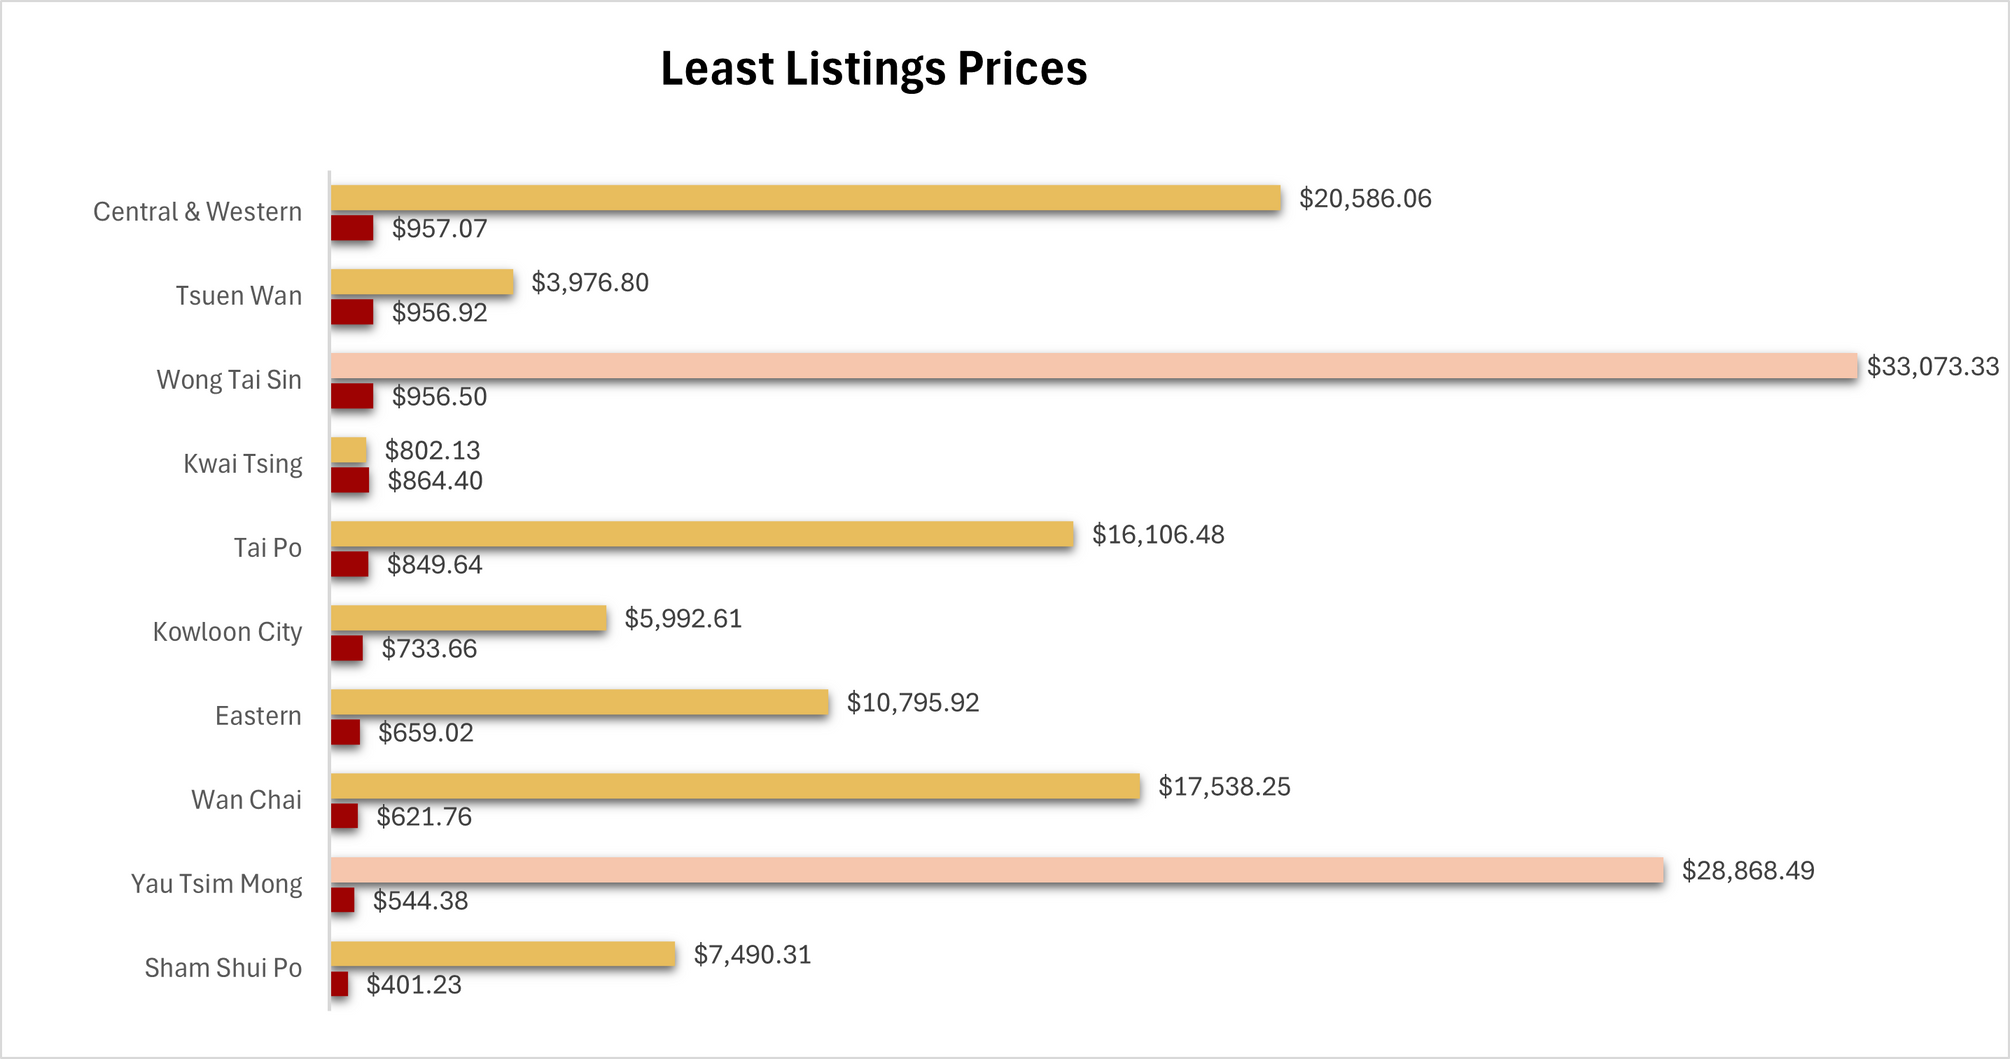 Least Listings Prices
Central & Western
$20,586.06
$957.07
Tsuen Wan
$3,976.80
$956.92
Wong Tai Sin
$33,073.33
$956.50
Kwai Tsing
$802.13
$864.40
Tai Po
$16,106.48
$849.64
Kowloon City
$5,992.61
$733.66
Eastern
$10,795.92
$659.02
Wan Chai
$17,538.25
$621.76
Yau Tsim Mong
$28,868.49
$544.38
Sham Shui Po
$7,490.31
$401.23